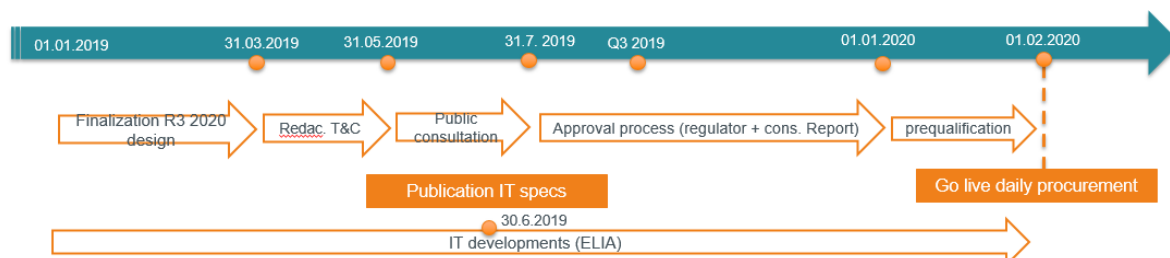 01.01.2019
31.03.2019
31.05.2019
31.7. 2019
Q3 2019
01.01.2020
01.02.2020
Finalization R3 2020
design
Redac. T&C
Public
consultation
Approval process (regulator + cons. Report)
prequalification
Publication IT specs
Go live daily procurement
30.6.2019
IT developments (ELIA)